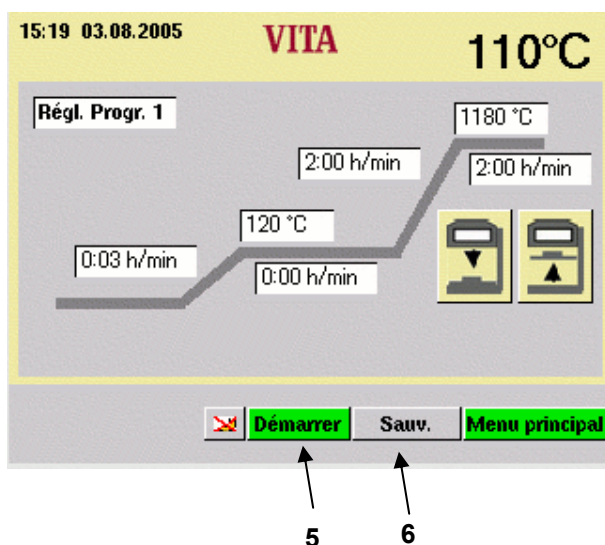 15:19 03.08.2005
VITA
110°C
Régl. Progr. 1
1180 °C
2:00 h/min
2:00 h/min
120 °C
0:03 h/min
0:00 h/min
Démarrer
Sauv.
Menu principal
5
6